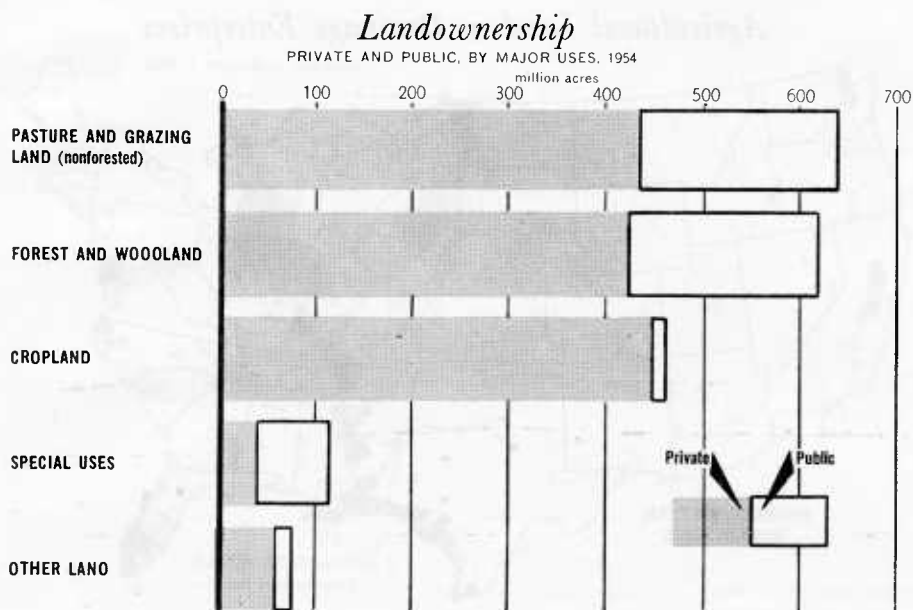 Landownership
PRIVATE AND PUBLIC, BY MAJOR USES, 1954
million acres
0 100 200 300 400 500 600 700
PASTURE AND GRAZING
LAND (nonforested)
FOREST AND WOOOLAND
CROPLAND
SPECIAL USES
Private Public
OTHER LANO